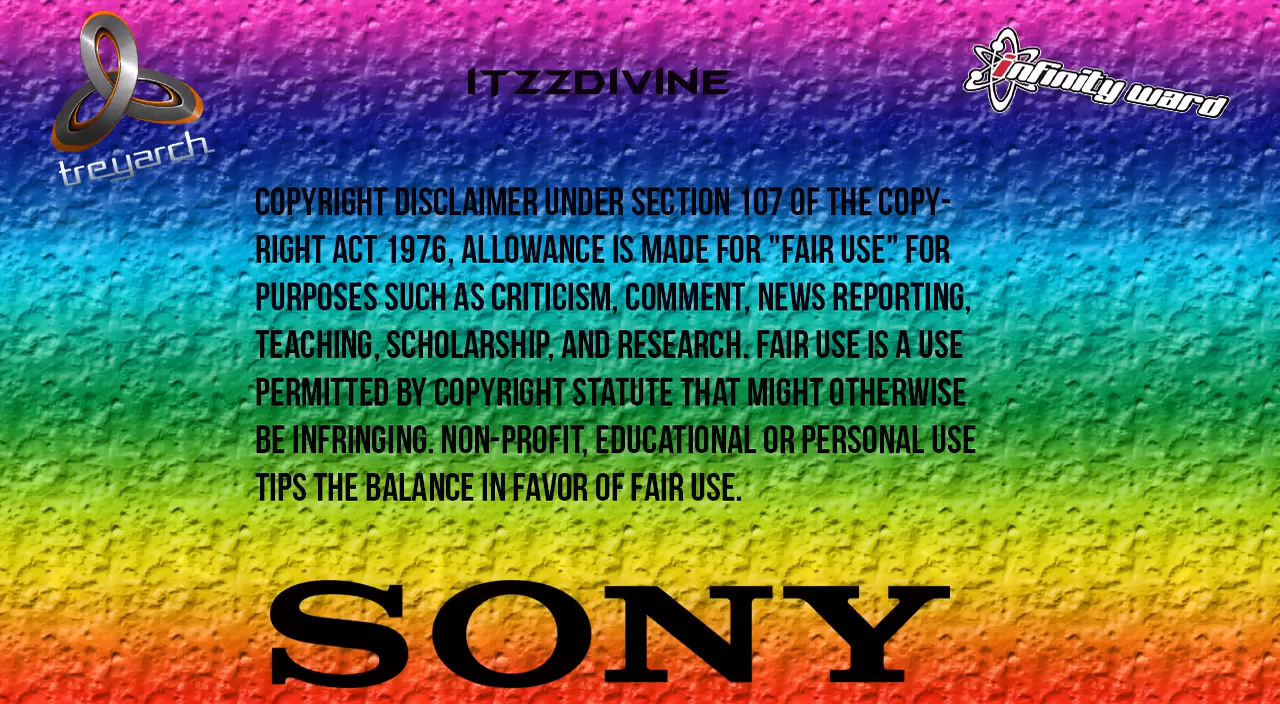 ITZZDIVINE
infinity ward
treyarch
COPYRIGHT DISCLAIMER UNDER SECTION 107 OF THE COPY-
RIGHT ACT 1976, ALLOWANCE IS MADE FOR "FAIR USE" FOR
PURPOSES SUCH AS CRITICISM, COMMENT, NEWS REPORTING,
TEACHING, SCHOLARSHIP, AND RESEARCH. FAIR USE IS A USE
PERMITTED BY COPYRIGHT STATUTE THAT MIGHT OTHERWISE
BE INFRINGING. NON-PROFIT, EDUCATIONAL OR PERSONAL USE
TIPS THE BALANCE IN FAVOR OF FAIR USE.
SONY